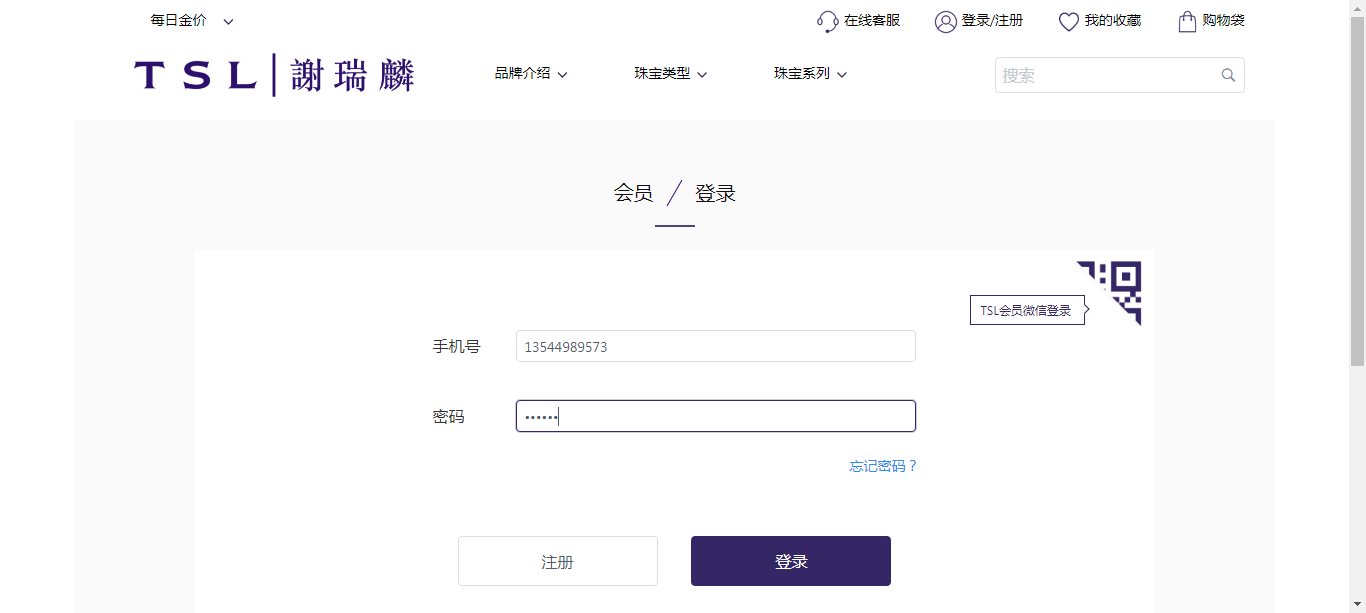 每日金价
在线客服 登录/注册 我的收藏 购物袋
TSL|謝瑞麟 品牌介绍 珠宝类型 珠宝系列 搜索
会员 / 登录
TSL会员微信登录
手机号 13544989573
密码 ••••••
忘记密码？
注册 登录